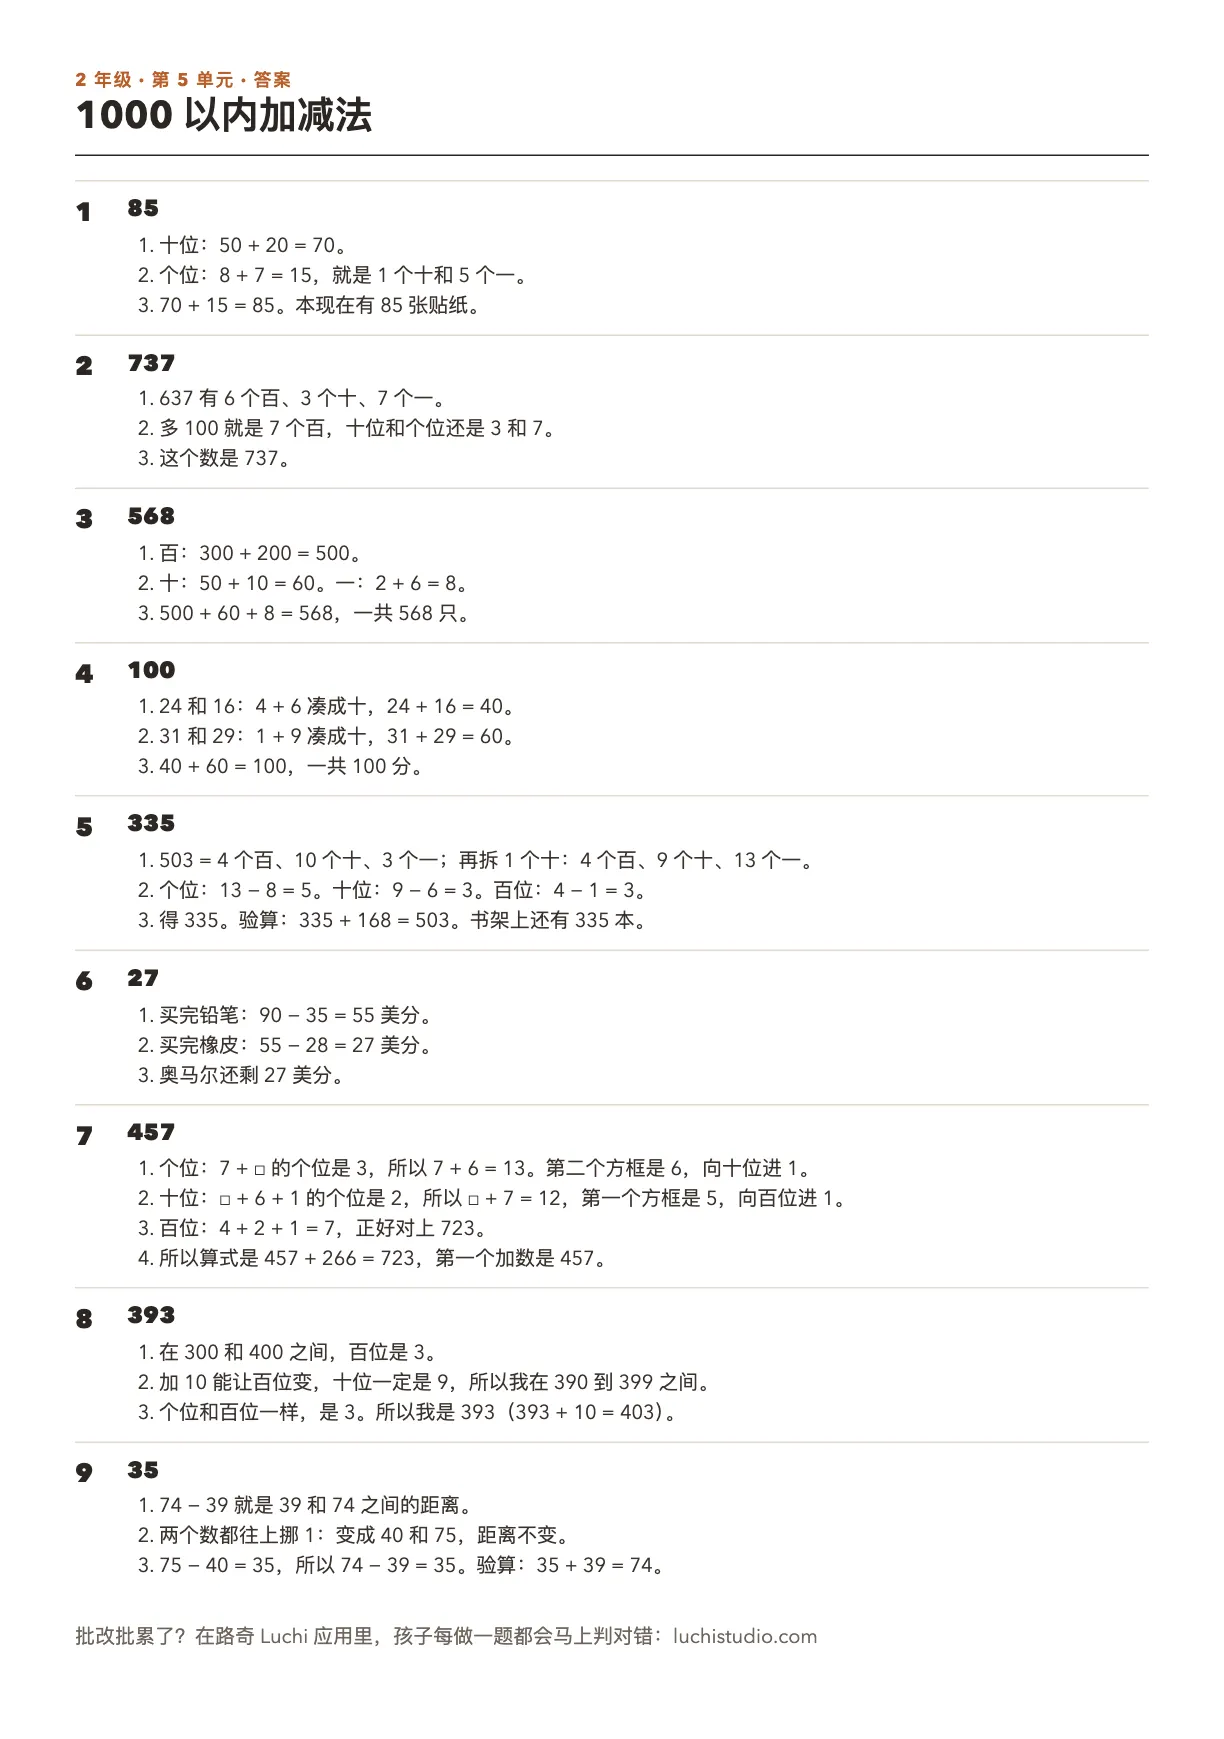 2 年级 · 第 5 单元 · 答案
1000 以内加减法
1 85
1. 十位：50 + 20 = 70。
2. 个位：8 + 7 = 15，就是 1 个十和 5 个一。
3. 70 + 15 = 85。本现在有 85 张贴纸。
2 737
1. 637 有 6 个百、3 个十、7 个一。
2. 多 100 就是 7 个百，十位和个位还是 3 和 7。
3. 这个数是 737。
3 568
1. 百：300 + 200 = 500。
2. 十：50 + 10 = 60。一：2 + 6 = 8。
3. 500 + 60 + 8 = 568，一共 568 只。
4 100
1. 24 和 16：4 + 6 凑成十，24 + 16 = 40。
2. 31 和 29：1 + 9 凑成十，31 + 29 = 60。
3. 40 + 60 = 100，一共 100 分。
5 335
1. 503 = 4 个百、10 个十、3 个一；再拆 1 个十：4 个百、9 个十、13 个一。
2. 个位：13 − 8 = 5。十位：9 − 6 = 3。百位：4 − 1 = 3。
3. 得 335。验算：335 + 168 = 503。书架上还有 335 本。
6 27
1. 买完铅笔：90 − 35 = 55 美分。
2. 买完橡皮：55 − 28 = 27 美分。
3. 奥马尔还剩 27 美分。
7 457
1. 个位：7 + □ 的个位是 3，所以 7 + 6 = 13。第二个方框是 6，向十位进 1。
2. 十位：□ + 6 + 1 的个位是 2，所以 □ + 7 = 12，第一个方框是 5，向百位进 1。
3. 百位：4 + 2 + 1 = 7，正好对上 723。
4. 所以算式是 457 + 266 = 723，第一个加数是 457。
8 393
1. 在 300 和 400 之间，百位是 3。
2. 加 10 能让百位变，十位一定是 9，所以我在 390 到 399 之间。
3. 个位和百位一样，是 3。所以我是 393（393 + 10 = 403）。
9 35
1. 74 − 39 就是 39 和 74 之间的距离。
2. 两个数都往上挪 1：变成 40 和 75，距离不变。
3. 75 − 40 = 35，所以 74 − 39 = 35。验算：35 + 39 = 74。
批改批累了？在路奇 Luchi 应用里，孩子每做一题都会马上判对错：luchistudio.com